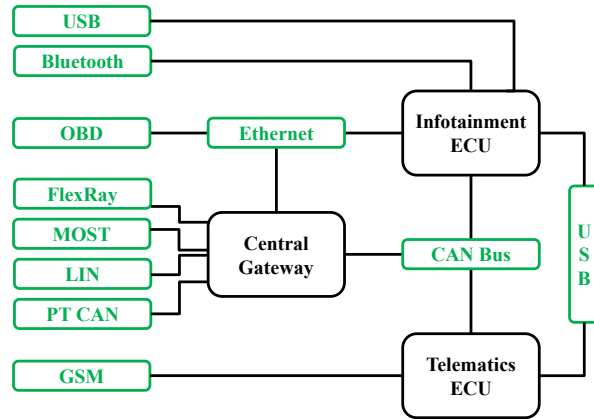 USB
Bluetooth
OBD
Ethernet
Infotainment
ECU
FlexRay
MOST
LIN
PT CAN
Central
Gateway
CAN Bus
U
S
B
GSM
Telematics
ECU